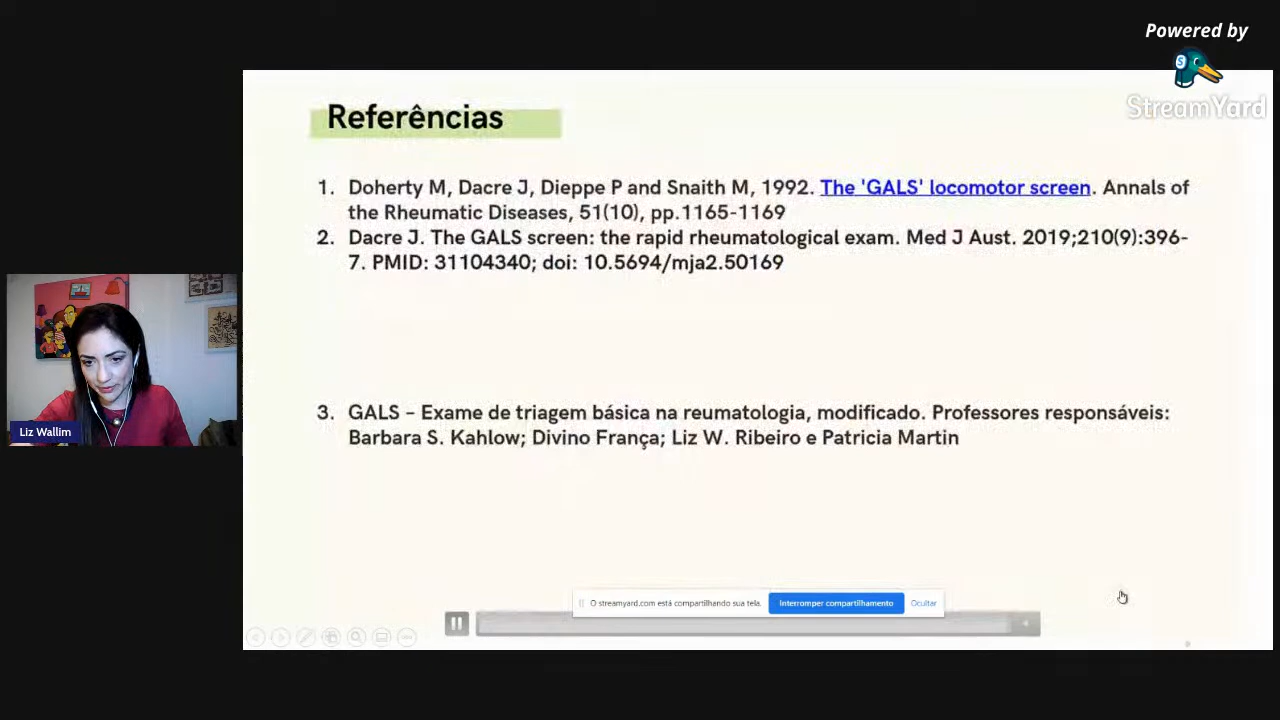 Powered by
StreamYard
Referências
1. Doherty M, Dacre J, Dieppe P and Snaith M, 1992. The 'GALS' locomotor screen. Annals of
the Rheumatic Diseases, 51(10), pp.1165-1169
2. Dacre J. The GALS screen: the rapid rheumatological exam. Med J Aust. 2019;210(9):396-
7. PMID: 31104340; doi: 10.5694/mja2.50169
3. GALS – Exame de triagem básica na reumatologia, modificado. Professores responsáveis:
Barbara S. Kahlow; Divino França; Liz W. Ribeiro e Patricia Martin
Liz Wallim
O streamyard.com está compartilhando sua tela. Interromper compartilhamento Ocultar